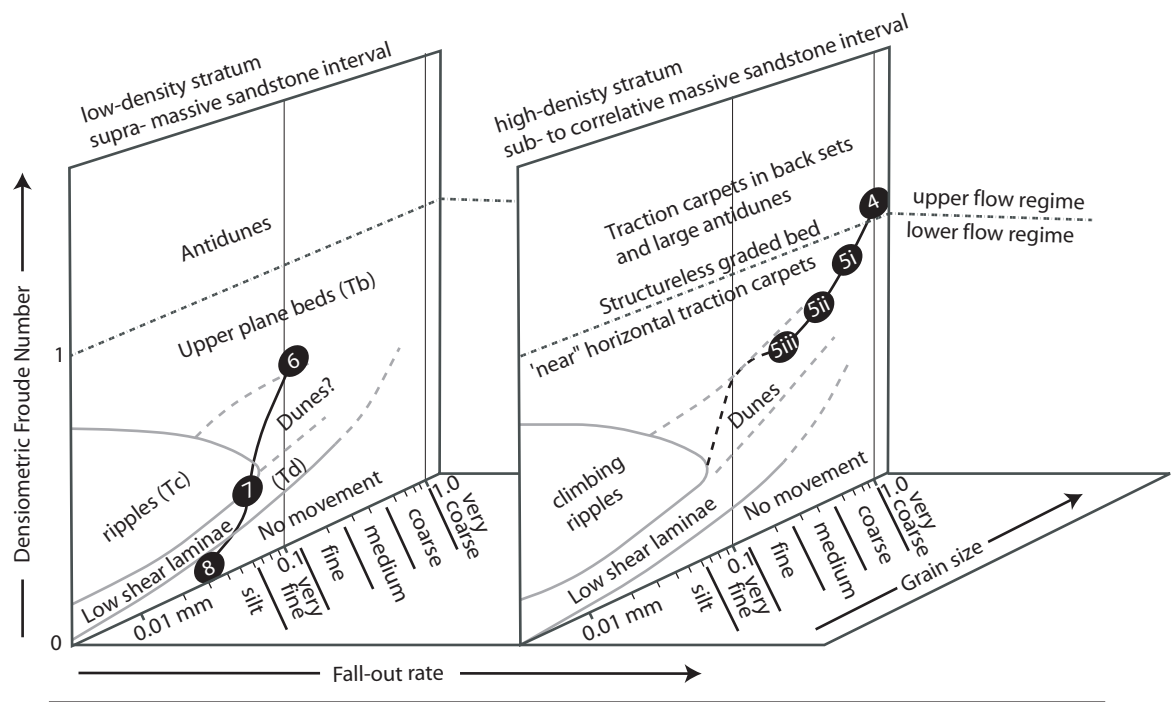 low-density stratum
supra- massive sandstone interval
high-denisty stratum
sub- to correlative massive sandstone interval
Densiometric Froude Number
1
0
Antidunes
Upper plane beds (Tb)
6
Dunes?
7
(Td)
ripples (Tc)
8
Low shear laminae
No movement
0.01 mm
0.1
1.0
silt
very
fine
fine
medium
coarse
very
coarse
Traction carpets in back sets
and large antidunes
4
upper flow regime
lower flow regime
Structureless graded bed
'near" horizontal traction carpets
5i
5ii
5iii
Dunes
climbing
ripples
Low shear laminae
No movement
0.01 mm
0.1
1.0
silt
very
fine
fine
medium
coarse
very
coarse
Grain size
Fall-out rate